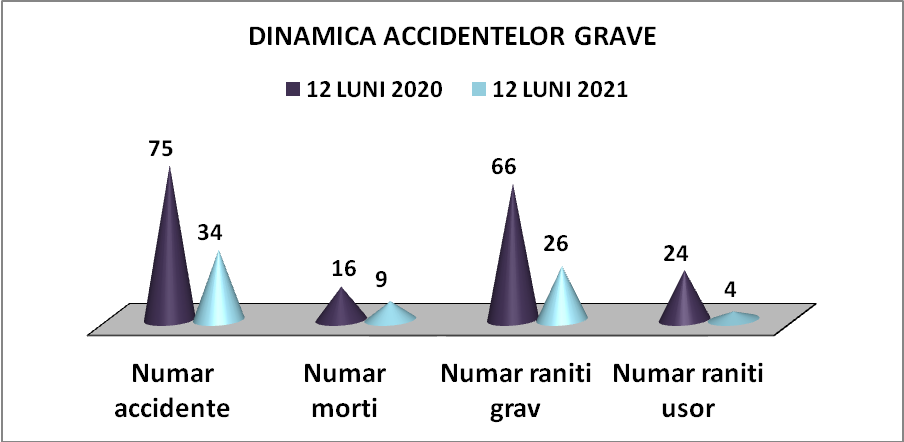 DINAMICA ACCIDENTELOR GRAVE
12 LUNI 2020 12 LUNI 2021
75
34
16
9
66
26
24
4
Numar accidente
Numar morti
Numar raniti grav
Numar raniti usor